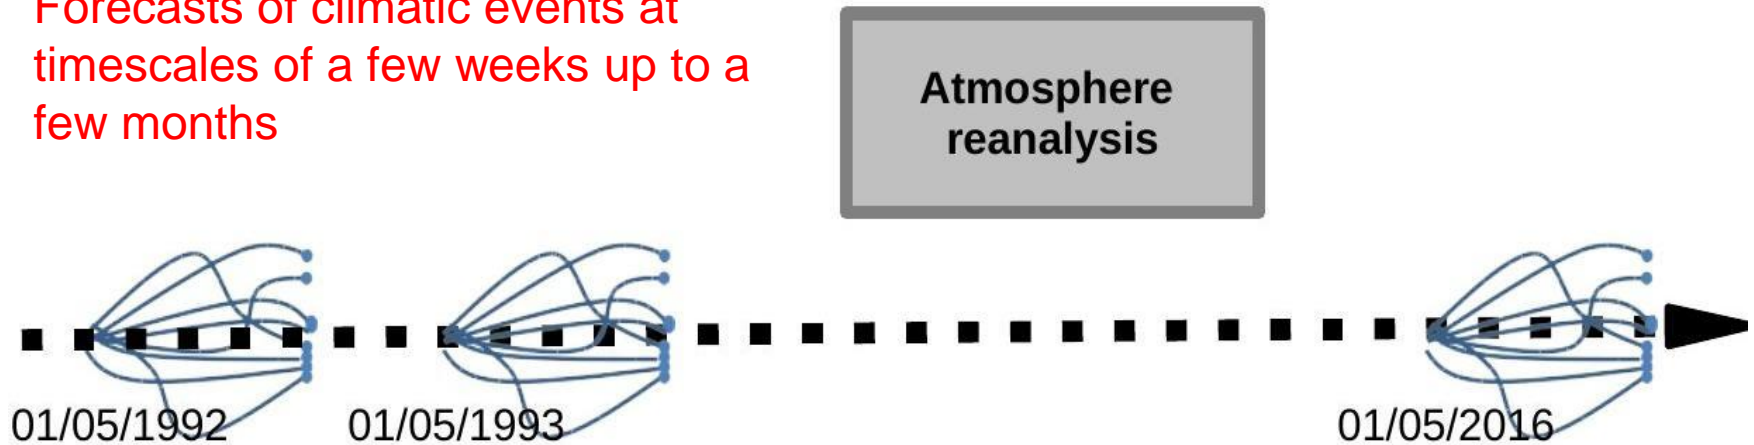 Forecasts of climatic events at
timescales of a few weeks up to a
few months
Atmosphere
reanalysis
01/05/1992
01/05/1993
01/05/2016